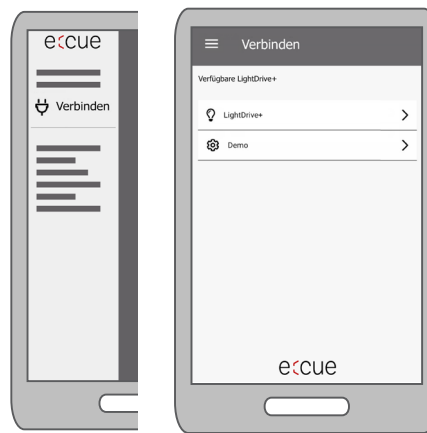 e:cue
Verbinden
Verbinden
Verfügbare LightDrive+
LightDrive+
Demo
e:cue